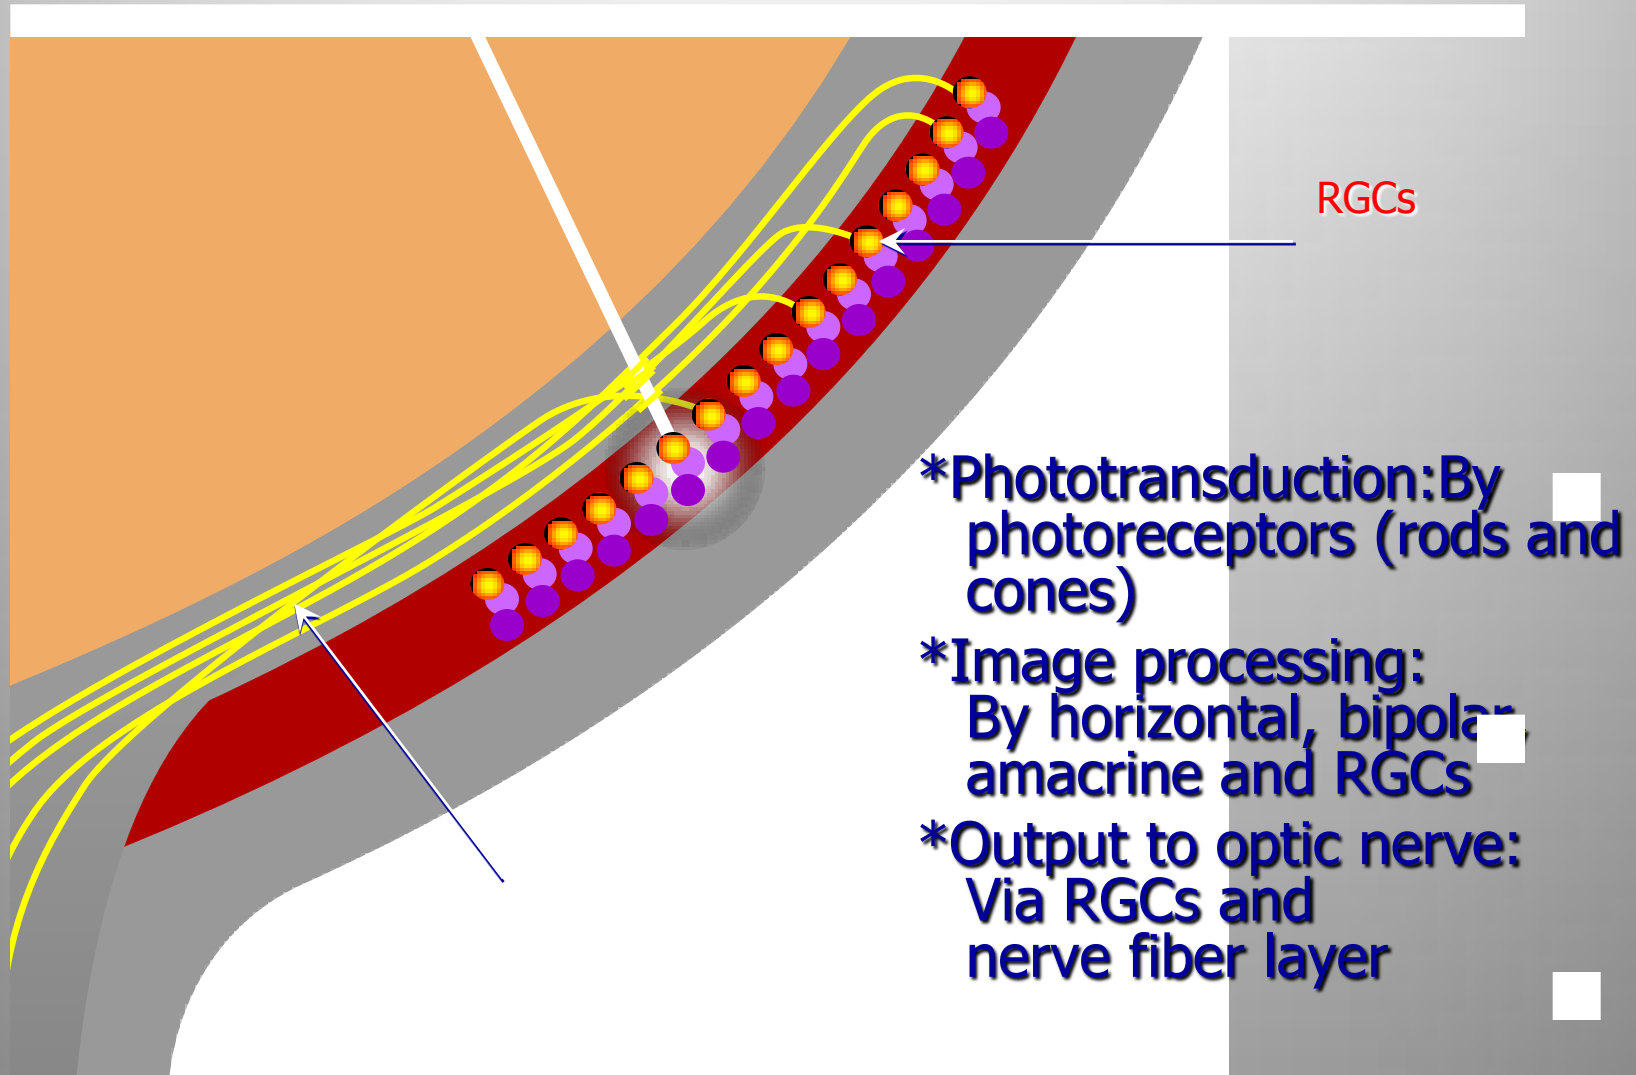 RGCs
*Phototransduction:By
photoreceptors (rods and
cones)
*Image processing:
By horizontal, bipolar,
amacrine and RGCs
*Output to optic nerve:
Via RGCs and
nerve fiber layer